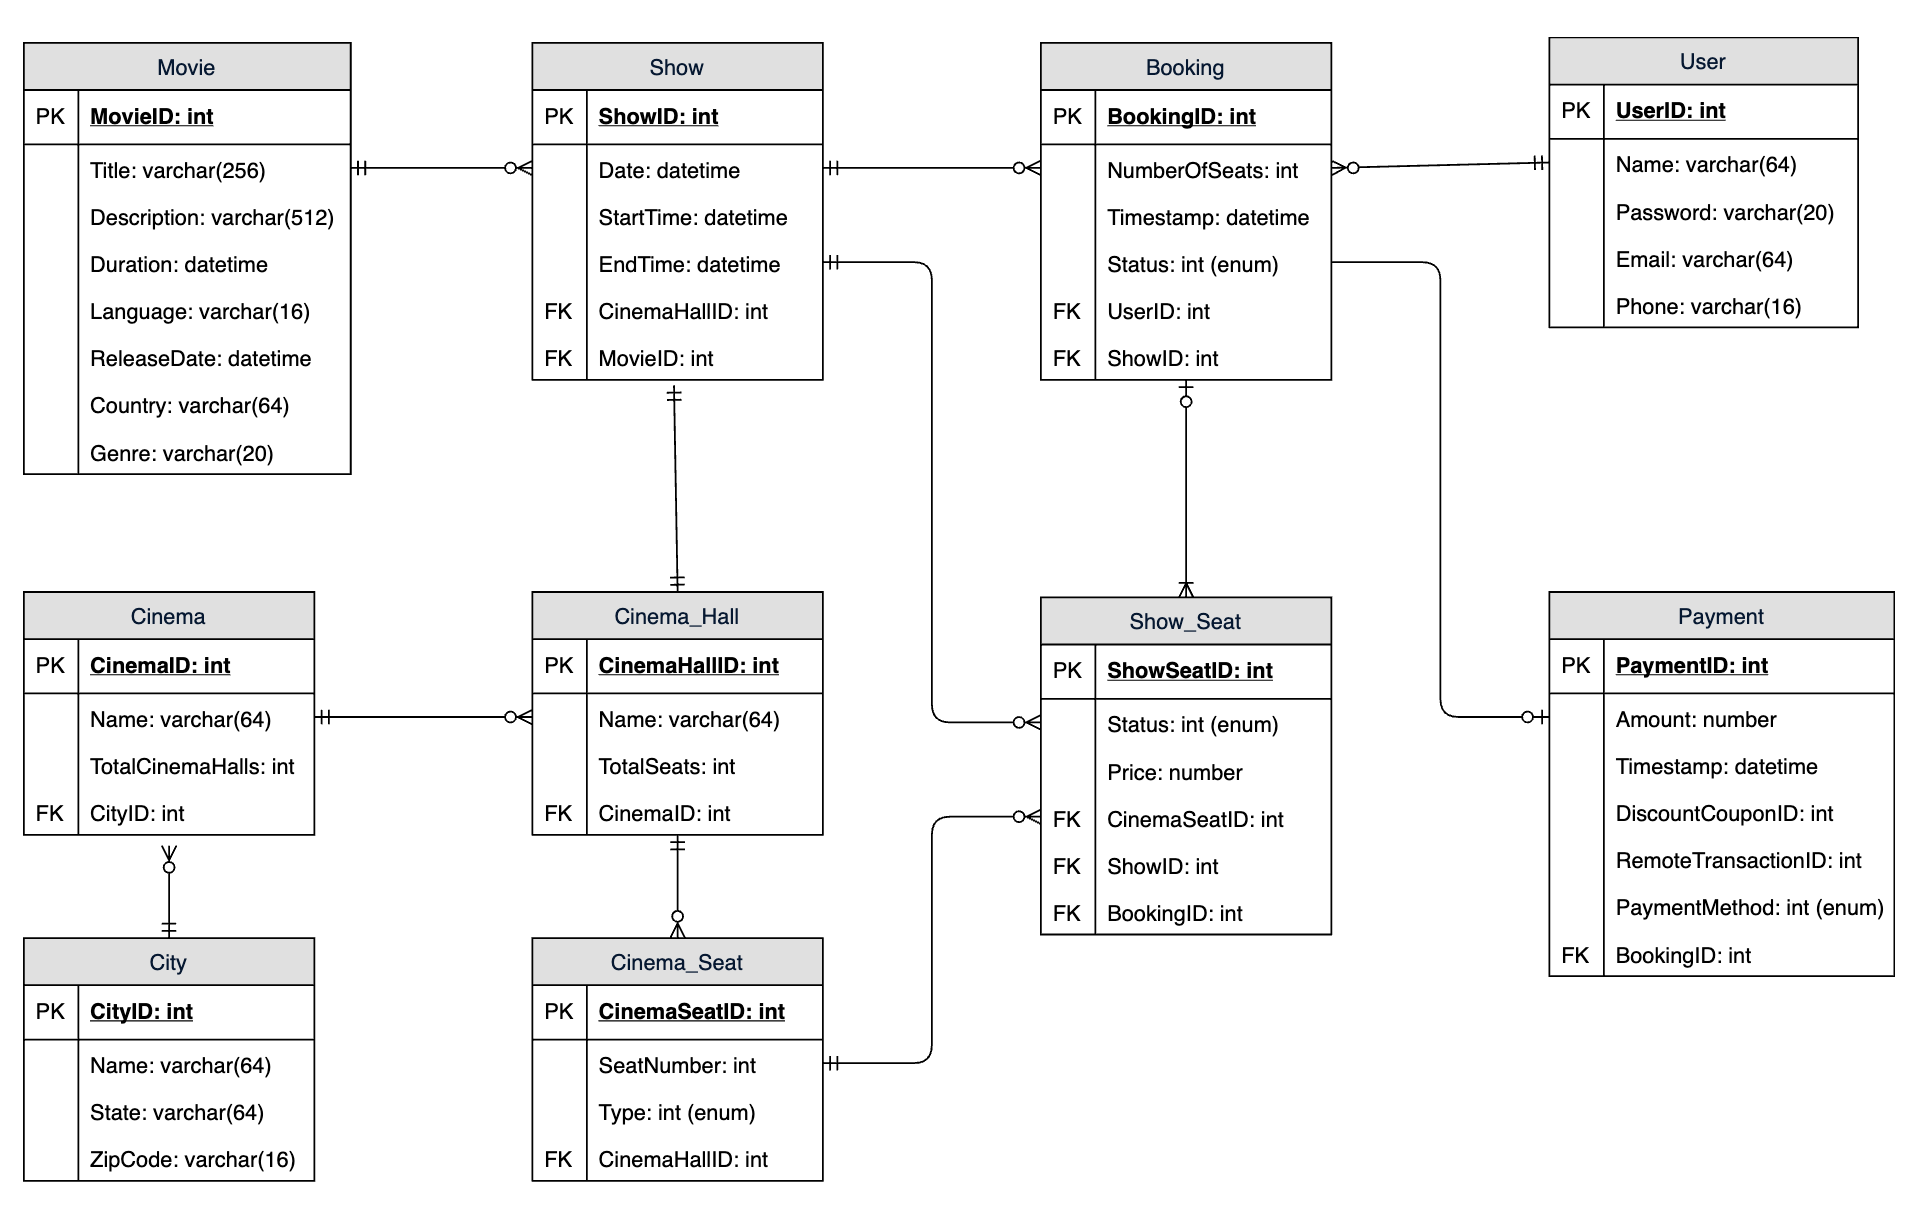 Movie
PK MovieID: int
Title: varchar(256)
Description: varchar(512)
Duration: datetime
Language: varchar(16)
ReleaseDate: datetime
Country: varchar(64)
Genre: varchar(20)
Show
PK ShowID: int
Date: datetime
StartTime: datetime
EndTime: datetime
FK CinemaHallID: int
FK MovieID: int
Booking
PK BookingID: int
NumberOfSeats: int
Timestamp: datetime
Status: int (enum)
FK UserID: int
FK ShowID: int
User
PK UserID: int
Name: varchar(64)
Password: varchar(20)
Email: varchar(64)
Phone: varchar(16)
Cinema
PK CinemaID: int
Name: varchar(64)
TotalCinemaHalls: int
FK CityID: int
Cinema_Hall
PK CinemaHallID: int
Name: varchar(64)
TotalSeats: int
FK CinemaID: int
Show_Seat
PK ShowSeatID: int
Status: int (enum)
Price: number
FK CinemaSeatID: int
FK ShowID: int
FK BookingID: int
Payment
PK PaymentID: int
Amount: number
Timestamp: datetime
DiscountCouponID: int
RemoteTransactionID: int
PaymentMethod: int (enum)
FK BookingID: int
City
PK CityID: int
Name: varchar(64)
State: varchar(64)
ZipCode: varchar(16)
Cinema_Seat
PK CinemaSeatID: int
SeatNumber: int
Type: int (enum)
FK CinemaHallID: int